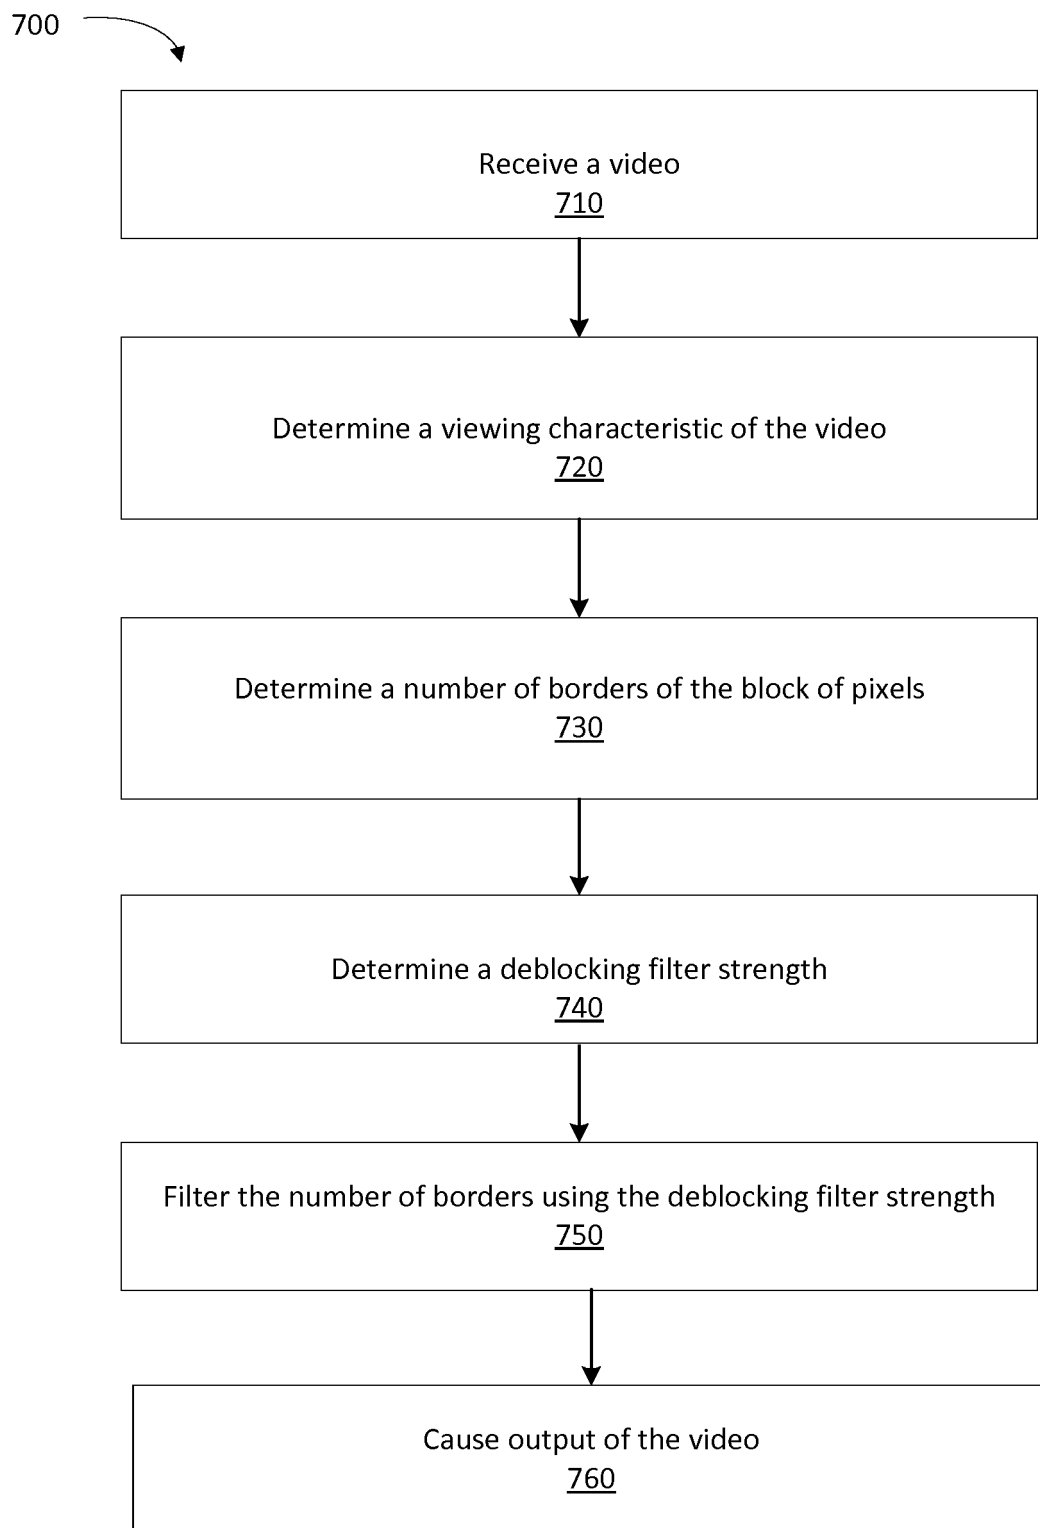 700
Receive a video
710
Determine a viewing characteristic of the video
720
Determine a number of borders of the block of pixels
730
Determine a deblocking filter strength
740
Filter the number of borders using the deblocking filter strength
750
Cause output of the video
760